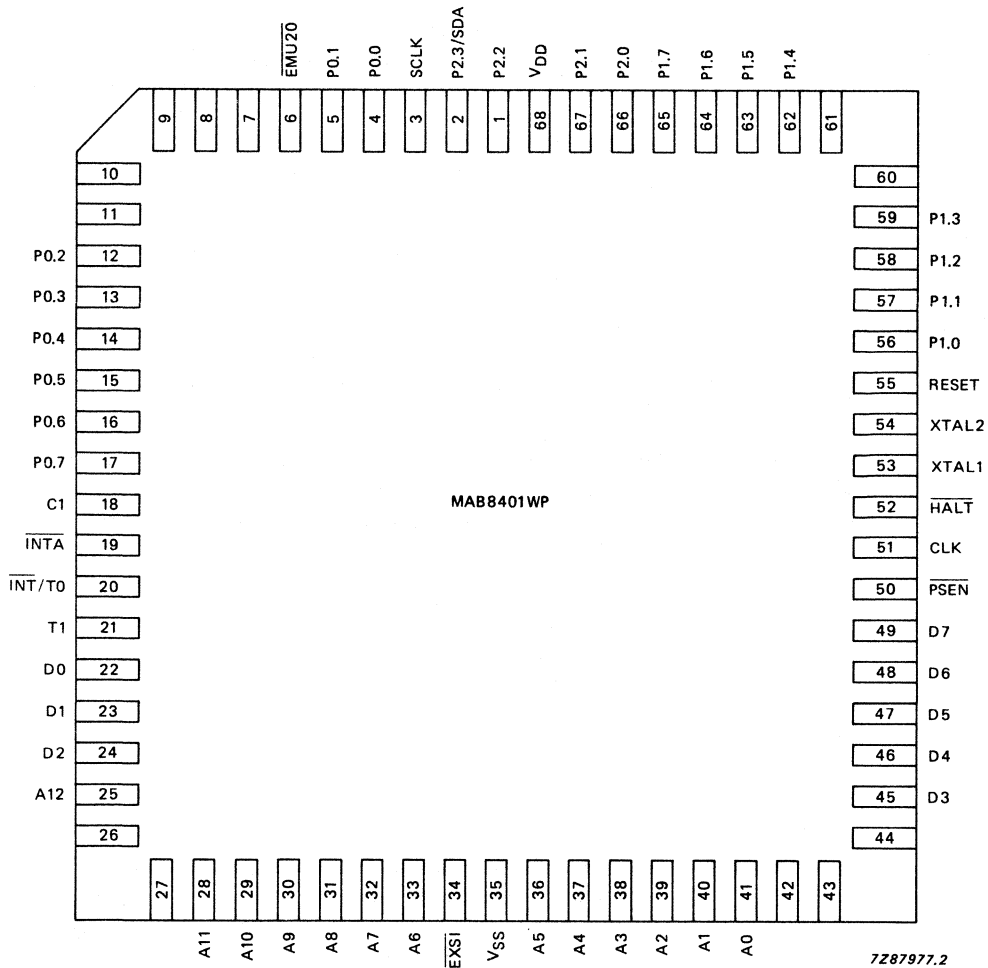 EMU20 P0.1 P0.0 SCLK P2.3/SDA P2.2 VDD P2.1 P2.0 P1.7 P1.6 P1.5 P1.4
9 8 7 6 5 4 3 2 1 68 67 66 65 64 63 62 61
10 60
11 59 P1.3
P0.2 12 58 P1.2
P0.3 13 57 P1.1
P0.4 14 56 P1.0
P0.5 15 55 RESET
P0.6 16 54 XTAL2
P0.7 17 53 XTAL1
C1 18 MAB8401WP 52 HALT
INTA 19 51 CLK
INT/T0 20 50 PSEN
T1 21 49 D7
D0 22 48 D6
D1 23 47 D5
D2 24 46 D4
A12 25 45 D3
26 44
27 28 29 30 31 32 33 34 35 36 37 38 39 40 41 42 43
A11 A10 A9 A8 A7 A6 EXSI VSS A5 A4 A3 A2 A1 A0
7Z87977.2